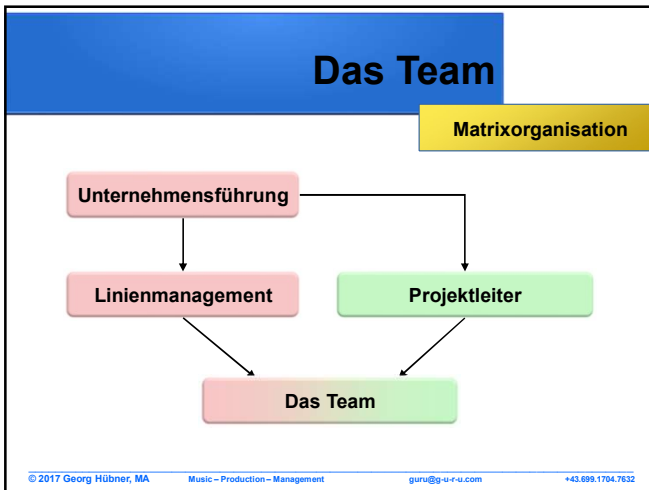 Das Team
Matrixorganisation
Unternehmensführung
Linienmanagement
Projektleiter
Das Team
© 2017 Georg Hübner, MA Music – Production – Management guru@g-u-r-u.com +43.699.1704.7632